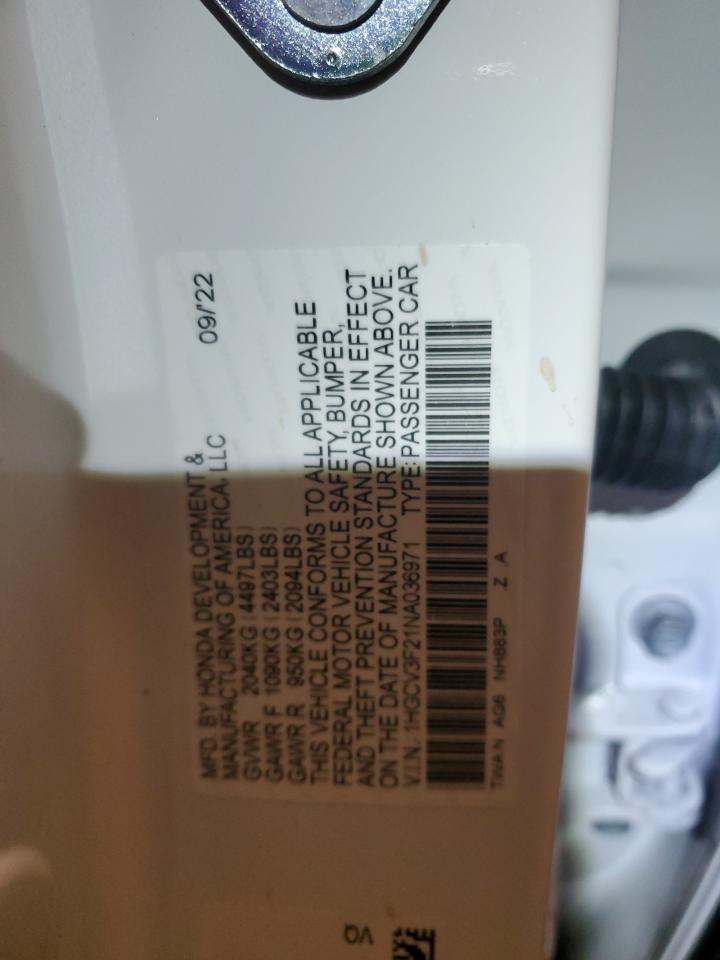 MFD. BY HONDA DEVELOPMENT &
MANUFACTURING OF AMERICA, LLC 09/'22
GVWR 2040KG (4497LBS)
GAWR F 1090KG (2403LBS)
GAWR R 950KG (2094LBS)
THIS VEHICLE CONFORMS TO ALL APPLICABLE
FEDERAL MOTOR VEHICLE SAFETY, BUMPER,
AND THEFT PREVENTION STANDARDS IN EFFECT
ON THE DATE OF MANUFACTURE SHOWN ABOVE.
V.I.N. 1HGCV3F21NA036971 TYPE: PASSENGER CAR
TWA N AG6 NH883P Z A
VQ